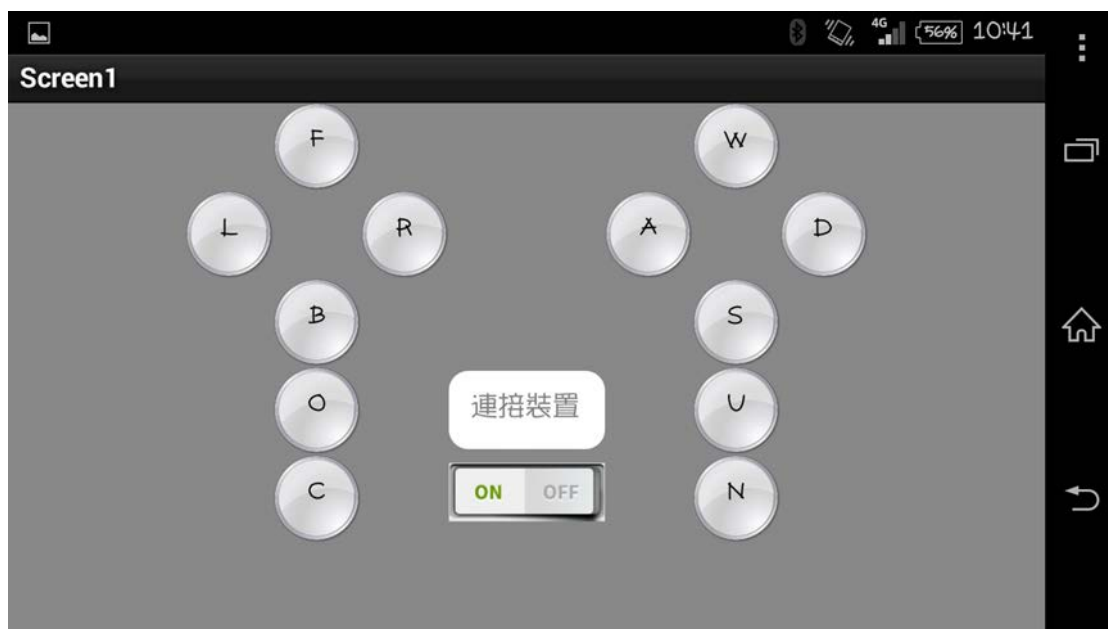 4G 56% 10:41
Screen1
F W
L R A D
B S
O 連接裝置 U
C ON OFF N